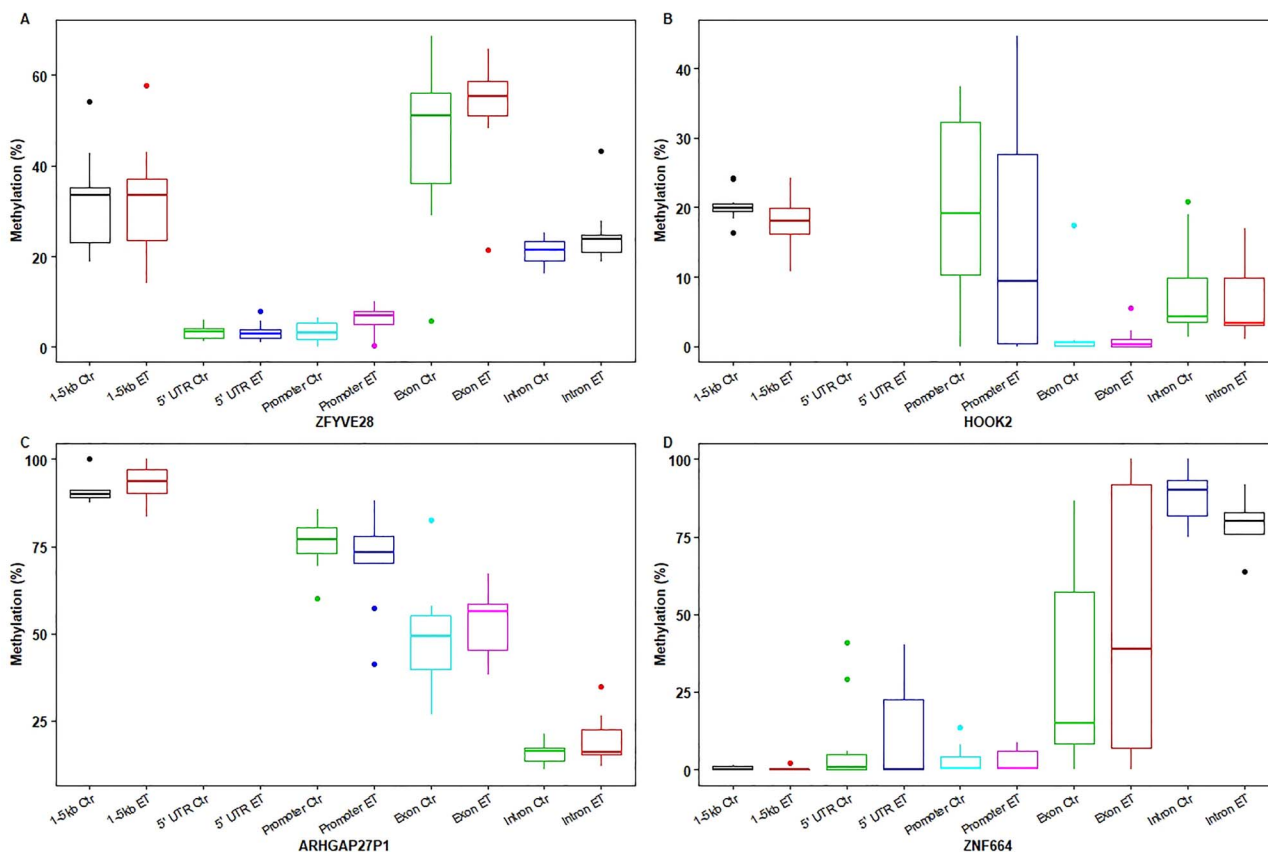 A
Methylation (%)
60
40
20
0
1-5kb Ctr
1-5kb ET
5' UTR Ctr
5' UTR ET
Promoter Ctr
Promoter ET
Exon Ctr
Exon ET
Intron Ctr
Intron ET
ZFYVE28
B
Methylation (%)
40
30
20
10
0
1-5kb Ctr
1-5kb ET
5' UTR Ctr
5' UTR ET
Promoter Ctr
Promoter ET
Exon Ctr
Exon ET
Intron Ctr
Intron ET
HOOK2
C
Methylation (%)
100
75
50
25
1-5kb Ctr
1-5kb ET
5' UTR Ctr
5' UTR ET
Promoter Ctr
Promoter ET
Exon Ctr
Exon ET
Intron Ctr
Intron ET
ARHGAP27P1
D
Methylation (%)
100
75
50
25
0
1-5kb Ctr
1-5kb ET
5' UTR Ctr
5' UTR ET
Promoter Ctr
Promoter ET
Exon Ctr
Exon ET
Intron Ctr
Intron ET
ZNF664